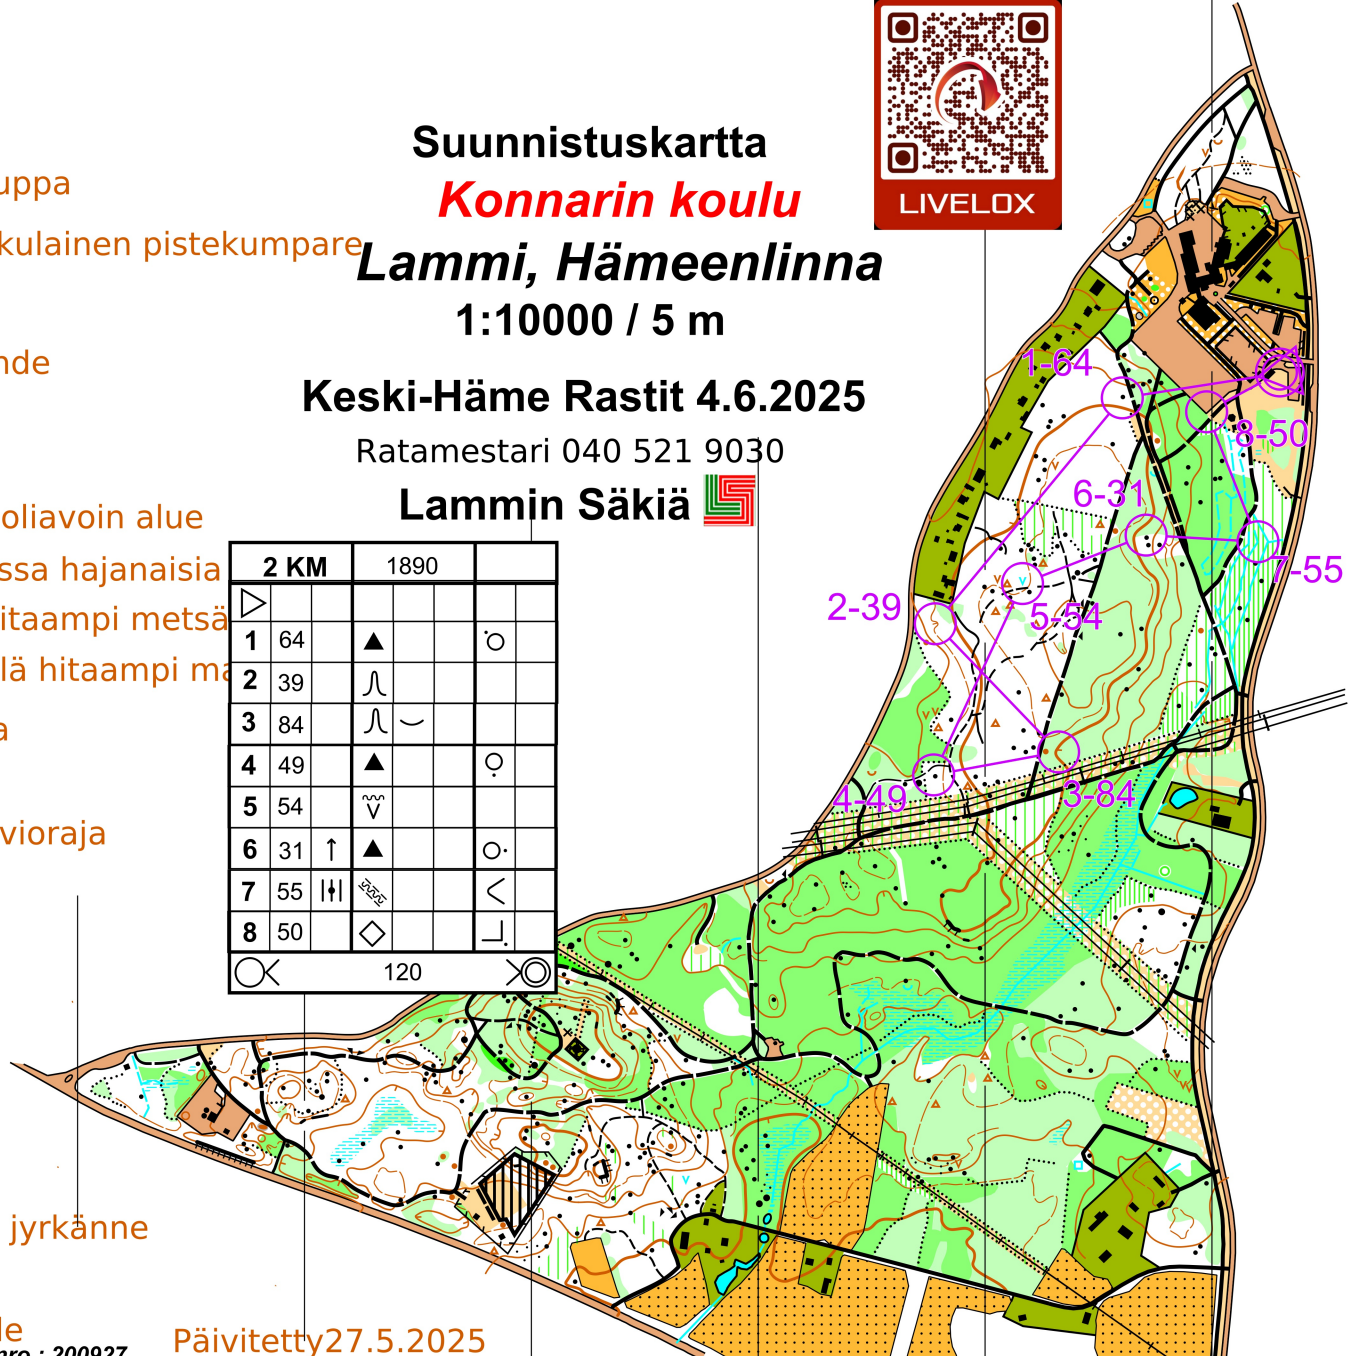 LIVELOX
Suunnistuskartta
Konnarin koulu
Lammi, Hämeenlinna
1:10000 / 5 m
Keski-Häme Rastit 4.6.2025
Ratamestari 040 521 9030
Lammin Säkiä
uppa
kulainen pistekumpare
nde
oliavoin alue
ssa hajanaisia
itaampi metsä
lä hitaampi ma
a
vioraja
jyrkänne
le
Päivitetty27.5.2025
nro : 200927
2 KM 1890
1 64
2 39
3 84
4 49
5 54
6 31
7 55
8 50
120
1-64
8-50
6-31
7-55
2-39
5-54
4-49
3-84